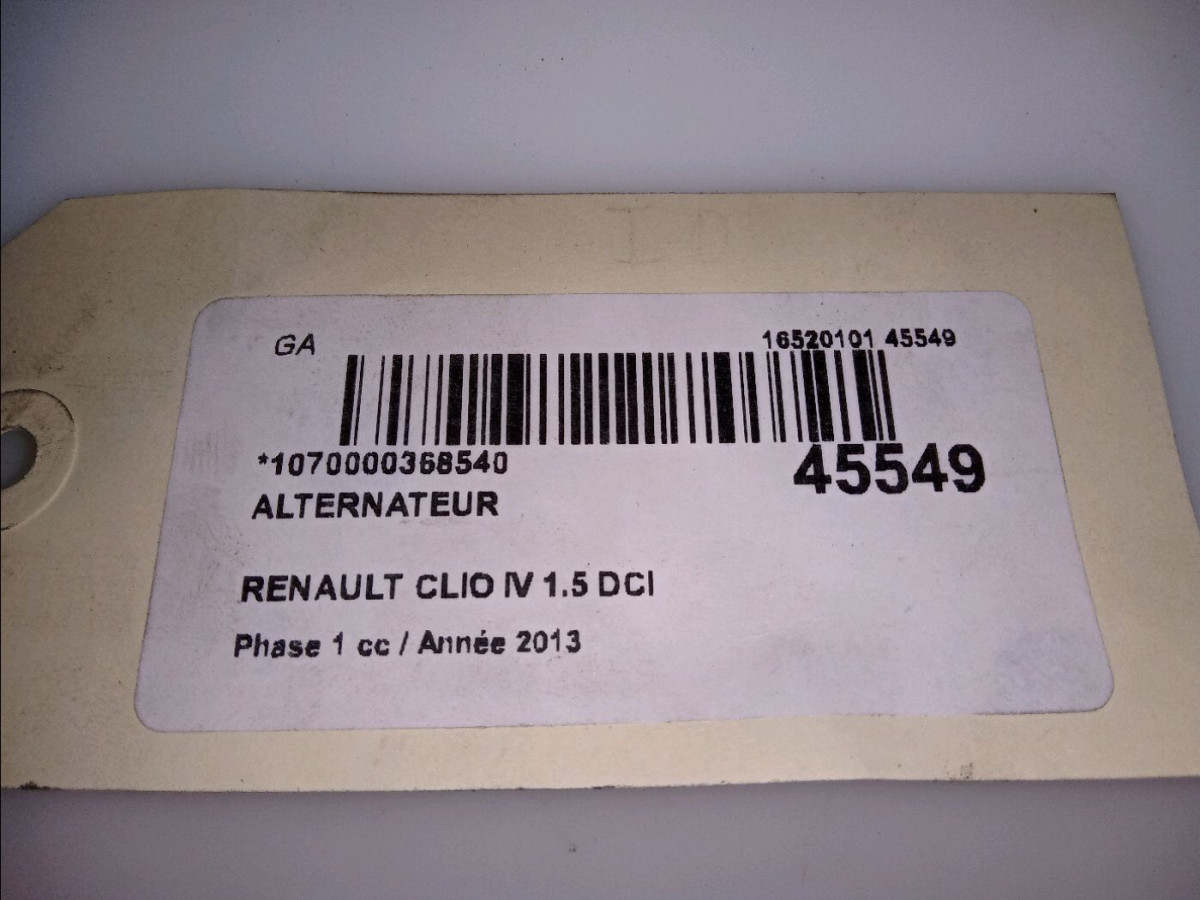 GA 16520101 45549
*1070000368540 45549
ALTERNATEUR
RENAULT CLIO IV 1.5 DCI
Phase 1 cc / Année 2013